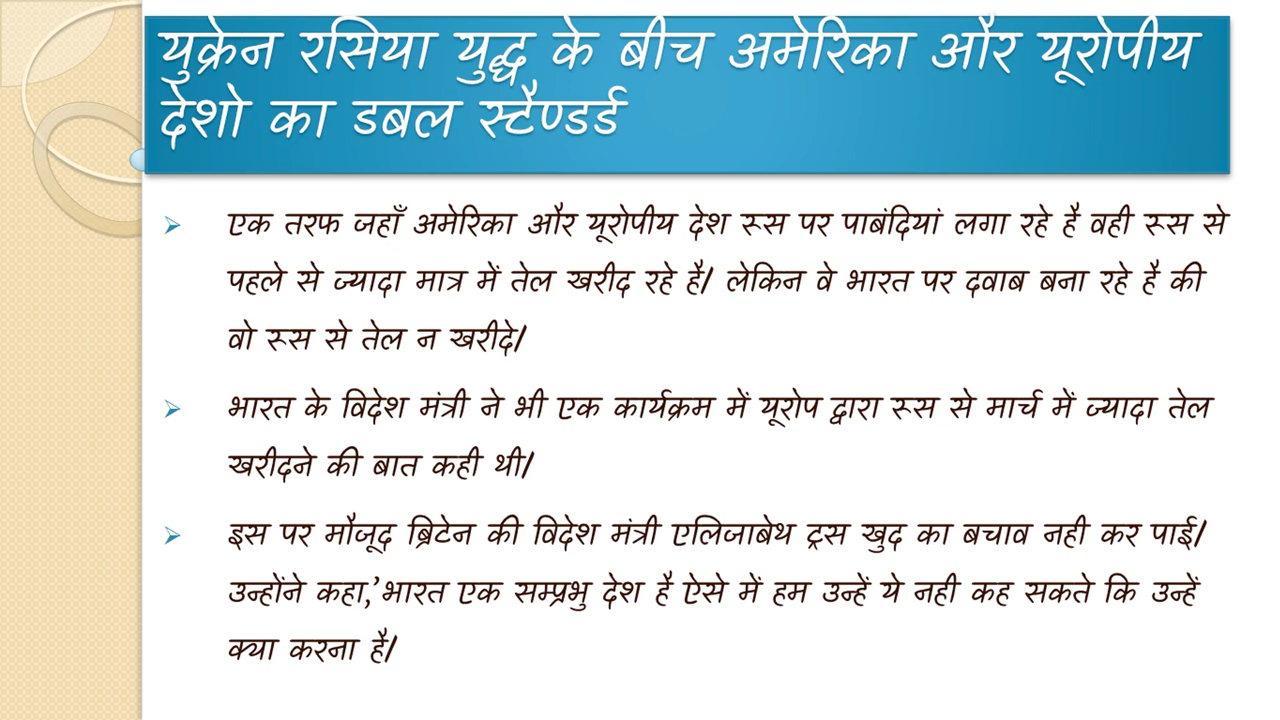 युक्रेन रसिया युद्ध के बीच अमेरिका और यूरोपीय
देशो का डबल स्टैण्डर्ड
एक तरफ जहाँ अमेरिका और यूरोपीय देश रूस पर पाबंदियां लगा रहे है वही रूस से
पहले से ज्यादा मात्र में तेल खरीद रहे है/ लेकिन वे भारत पर दवाब बना रहे है की
वो रूस से तेल न खरीदे/
भारत के विदेश मंत्री ने भी एक कार्यक्रम में यूरोप द्वारा रूस से मार्च में ज्यादा तेल
खरीदने की बात कही थी/
इस पर मौजूद ब्रिटेन की विदेश मंत्री एलिजाबेथ ट्रस खुद का बचाव नही कर पाई/
उन्होंने कहा,'भारत एक सम्प्रभु देश है ऐसे में हम उन्हें ये नही कह सकते कि उन्हें
क्या करना है/